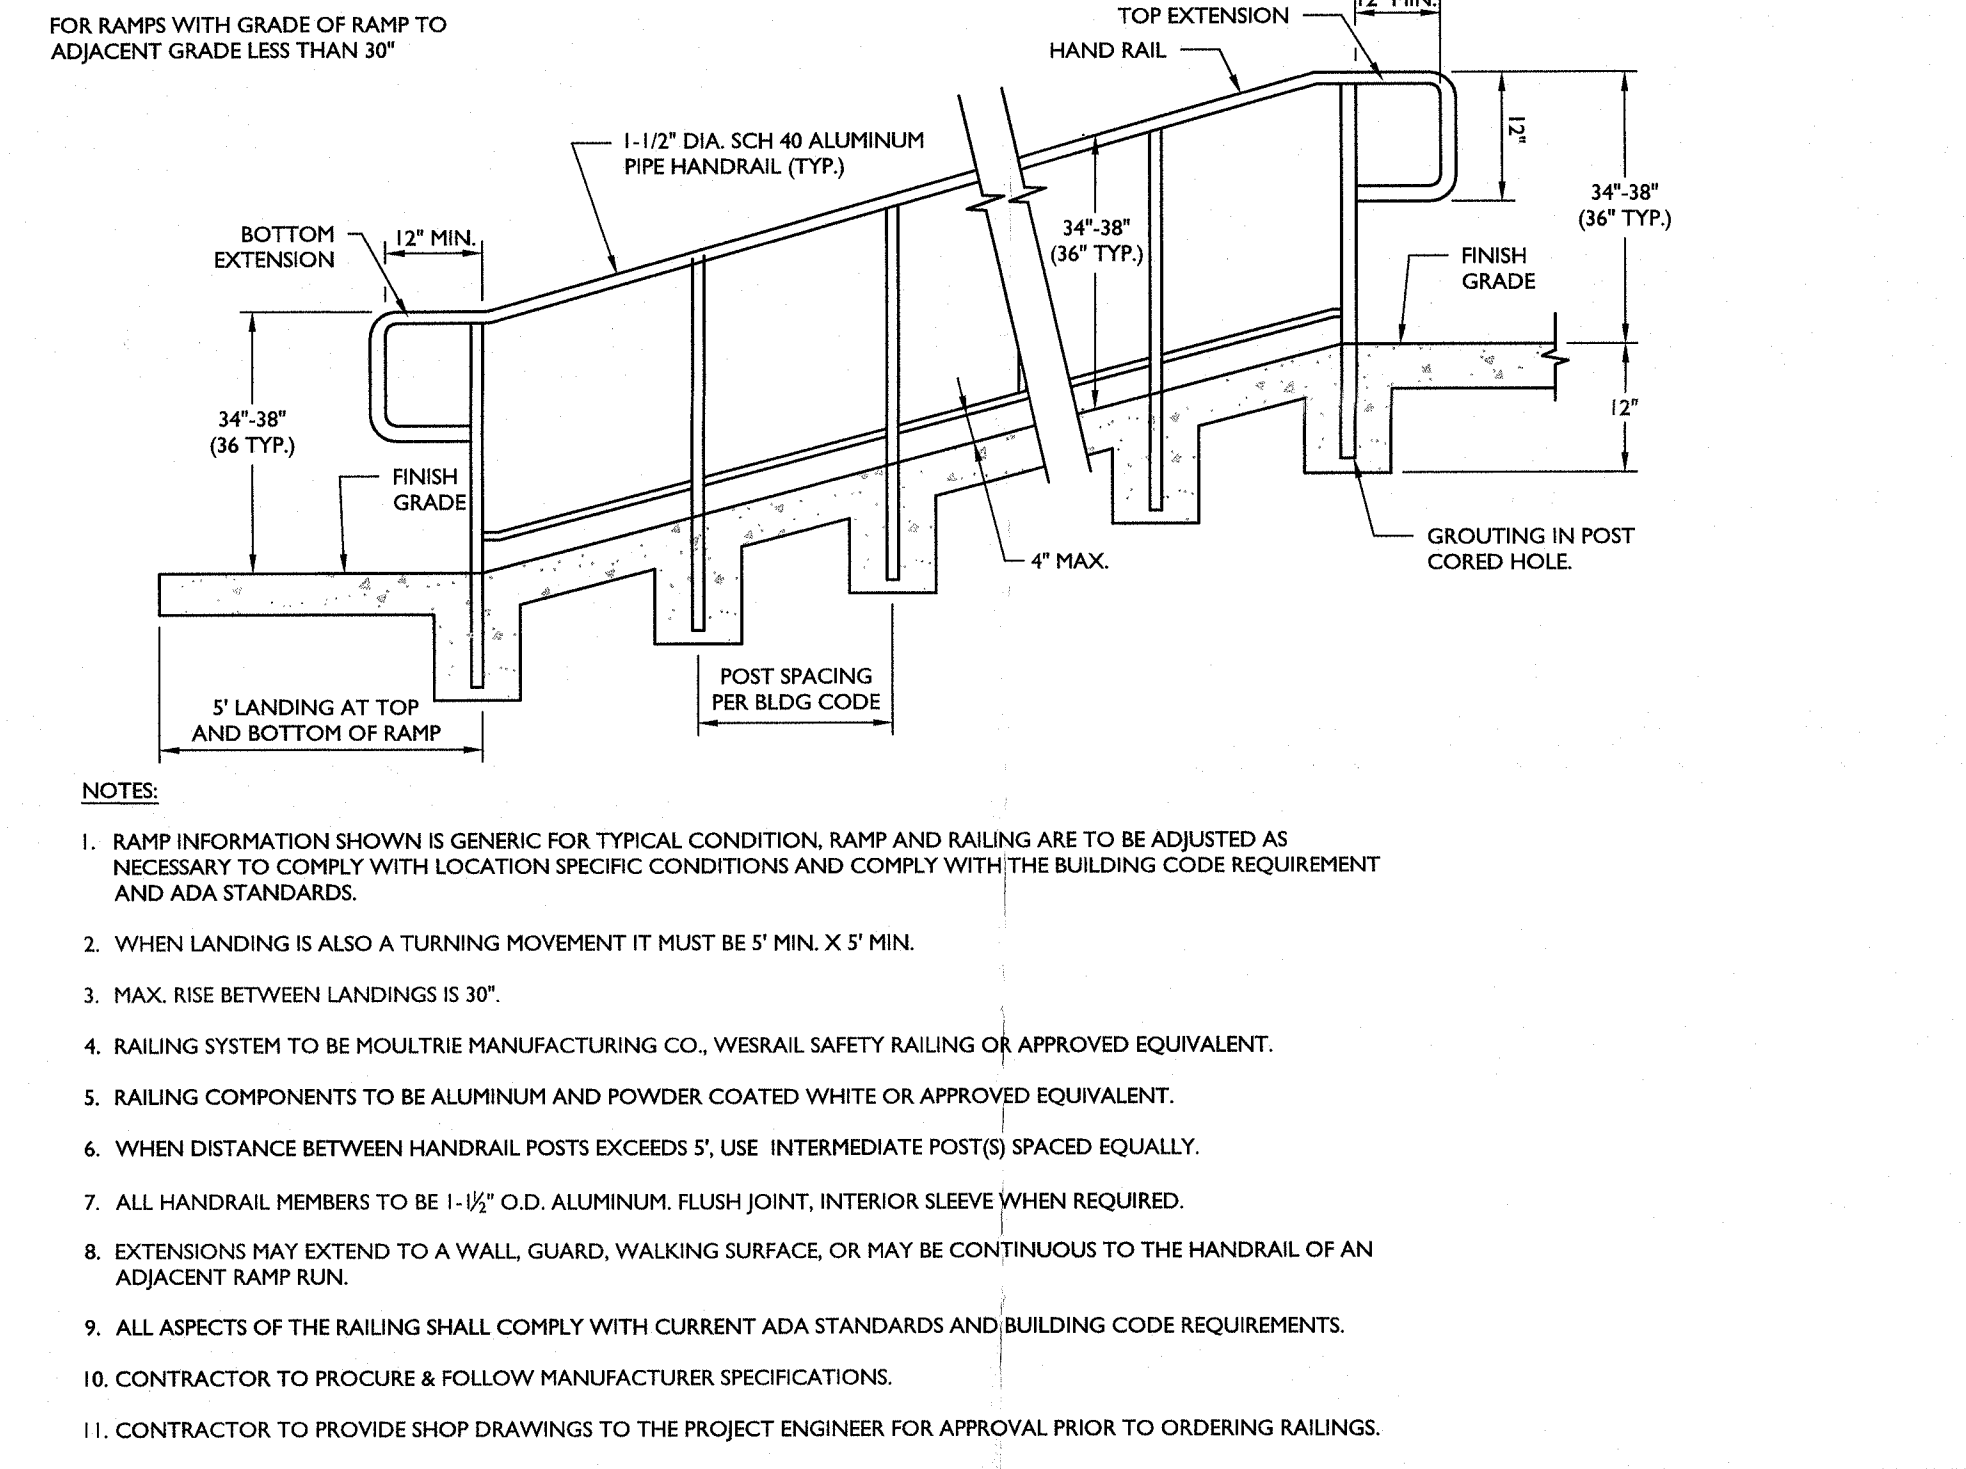 FOR RAMPS WITH GRADE OF RAMP TO
ADJACENT GRADE LESS THAN 30"
12" MIN.
TOP EXTENSION
HAND RAIL
1-1/2" DIA. SCH 40 ALUMINUM
PIPE HANDRAIL (TYP.)
12"
34"-38"
(36" TYP.)
34"-38"
(36" TYP.)
BOTTOM
EXTENSION
12" MIN.
FINISH
GRADE
34"-38"
(36 TYP.)
12"
FINISH
GRADE
GROUTING IN POST
CORED HOLE.
4" MAX.
POST SPACING
PER BLDG CODE
5' LANDING AT TOP
AND BOTTOM OF RAMP
NOTES:
1. RAMP INFORMATION SHOWN IS GENERIC FOR TYPICAL CONDITION, RAMP AND RAILING ARE TO BE ADJUSTED AS
NECESSARY TO COMPLY WITH LOCATION SPECIFIC CONDITIONS AND COMPLY WITH THE BUILDING CODE REQUIREMENT
AND ADA STANDARDS.
2. WHEN LANDING IS ALSO A TURNING MOVEMENT IT MUST BE 5' MIN. X 5' MIN.
3. MAX. RISE BETWEEN LANDINGS IS 30".
4. RAILING SYSTEM TO BE MOULTRIE MANUFACTURING CO., WESRAIL SAFETY RAILING OR APPROVED EQUIVALENT.
5. RAILING COMPONENTS TO BE ALUMINUM AND POWDER COATED WHITE OR APPROVED EQUIVALENT.
6. WHEN DISTANCE BETWEEN HANDRAIL POSTS EXCEEDS 5', USE INTERMEDIATE POST(S) SPACED EQUALLY.
7. ALL HANDRAIL MEMBERS TO BE 1-1½" O.D. ALUMINUM. FLUSH JOINT, INTERIOR SLEEVE WHEN REQUIRED.
8. EXTENSIONS MAY EXTEND TO A WALL, GUARD, WALKING SURFACE, OR MAY BE CONTINUOUS TO THE HANDRAIL OF AN
ADJACENT RAMP RUN.
9. ALL ASPECTS OF THE RAILING SHALL COMPLY WITH CURRENT ADA STANDARDS AND BUILDING CODE REQUIREMENTS.
10. CONTRACTOR TO PROCURE & FOLLOW MANUFACTURER SPECIFICATIONS.
11. CONTRACTOR TO PROVIDE SHOP DRAWINGS TO THE PROJECT ENGINEER FOR APPROVAL PRIOR TO ORDERING RAILINGS.